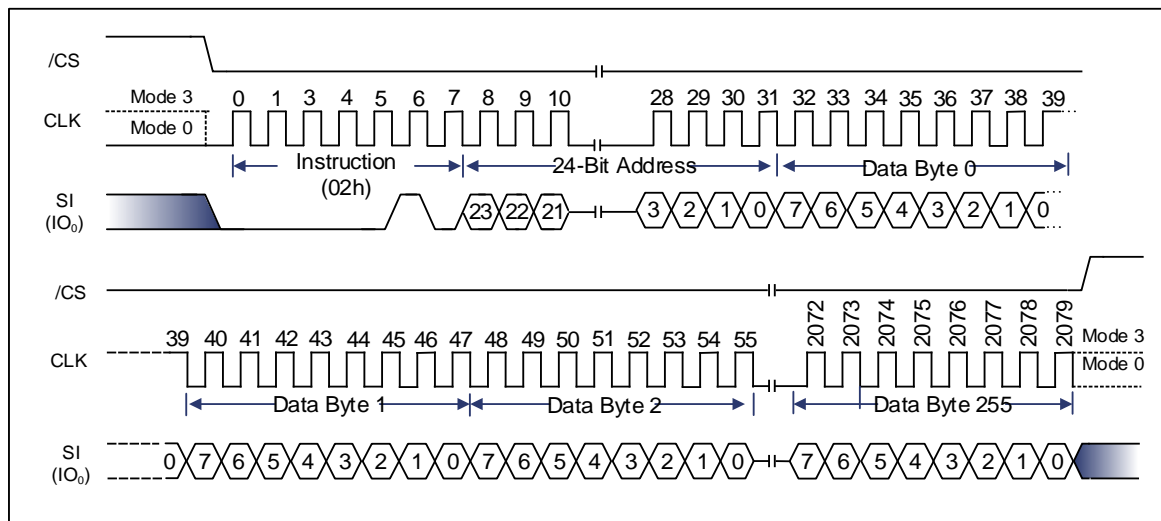 /CS
0 1 3 4 5 6 7 8 9 10 28 29 30 31 32 33 34 35 36 37 38 39
Mode 3
CLK
Mode 0
Instruction (02h)
24-Bit Address
Data Byte 0
SI (IO₀)
23 22 21 3 2 1 0 7 6 5 4 3 2 1 0
/CS
39 40 41 42 43 44 45 46 47 48 49 50 51 52 53 54 55 2072 2073 2074 2075 2076 2077 2078 2079
Mode 3
CLK
Mode 0
Data Byte 1
Data Byte 2
Data Byte 255
SI (IO₀)
0 7 6 5 4 3 2 1 0 7 6 5 4 3 2 1 0 7 6 5 4 3 2 1 0